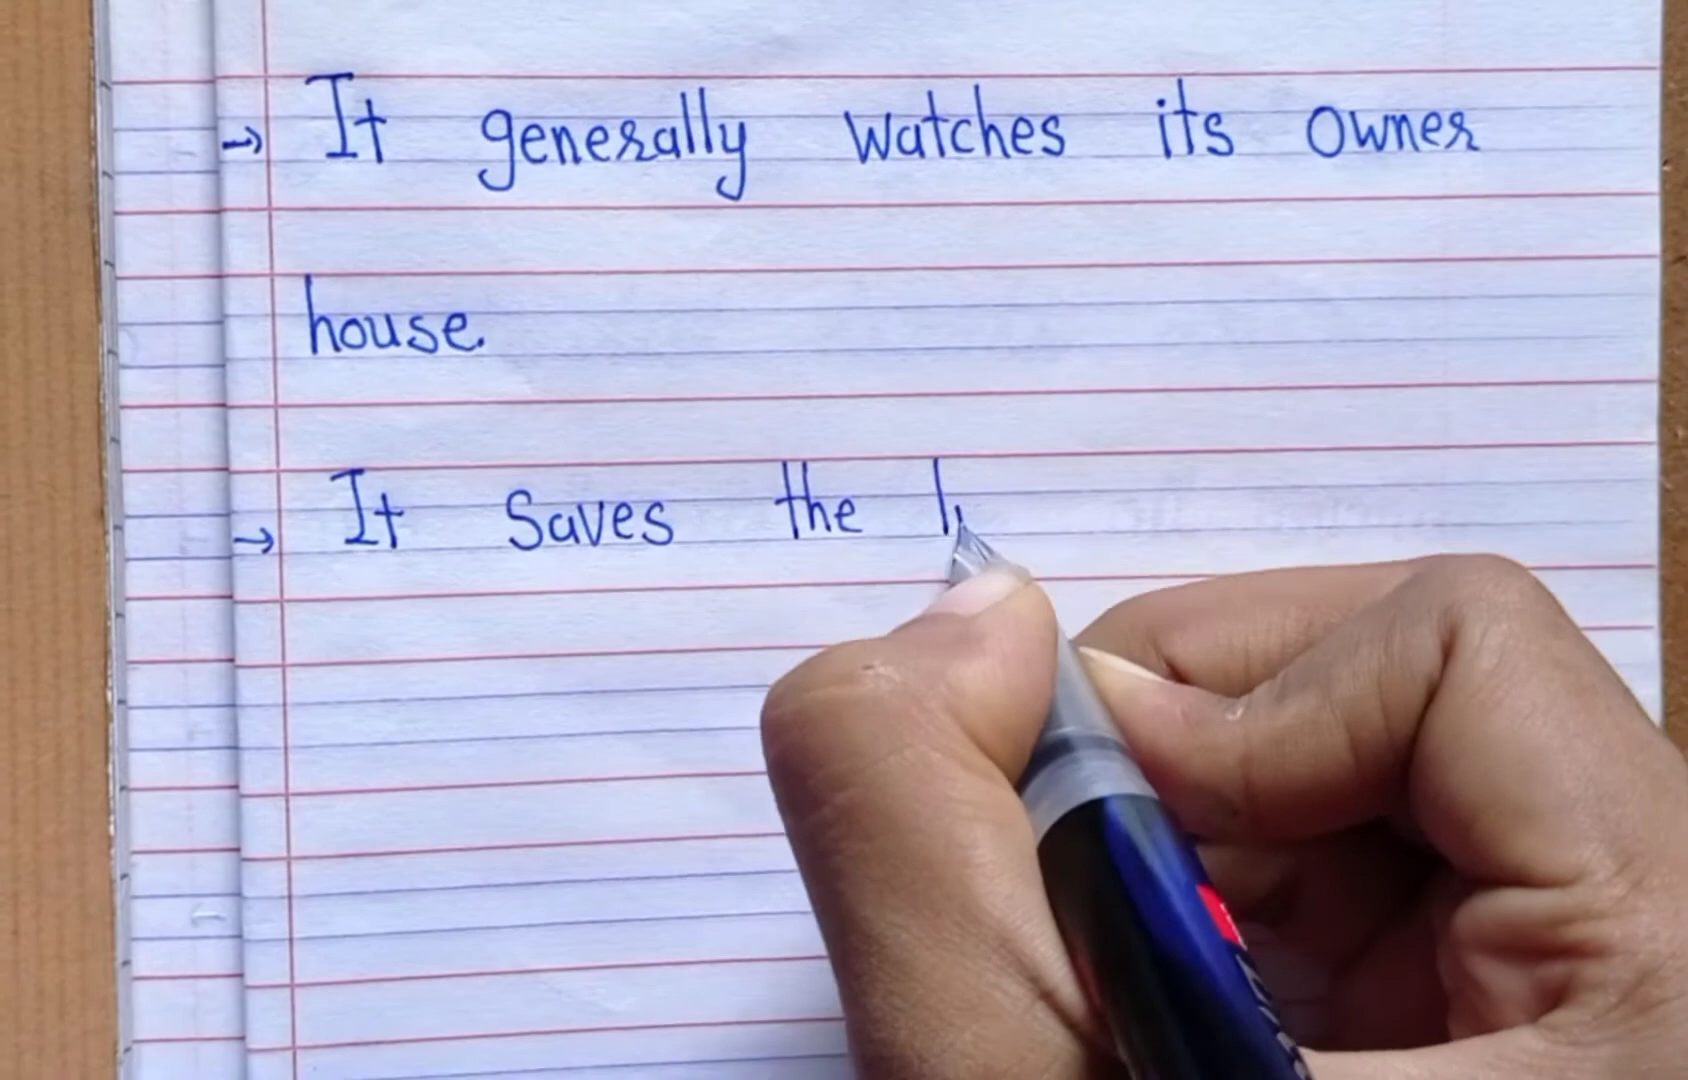 → It generally watches its owner
house.
→ It saves the